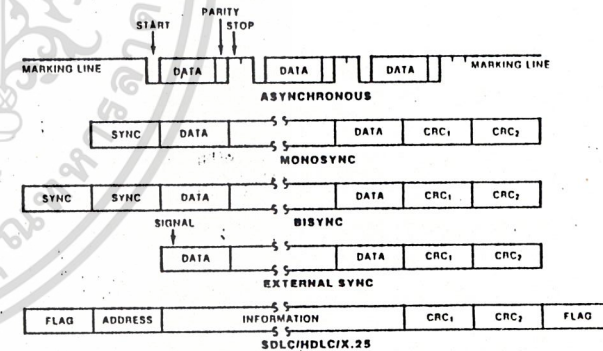 PARITY
START STOP
MARKING LINE DATA DATA DATA MARKING LINE
ASYNCHRONOUS
SYNC DATA DATA CRC₁ CRC₂
MONOSYNC
SYNC SYNC DATA DATA CRC₁ CRC₂
BISYNC
SIGNAL
DATA DATA CRC₁ CRC₂
EXTERNAL SYNC
FLAG ADDRESS INFORMATION CRC₁ CRC₂ FLAG
SDLC/HDLC/X.25